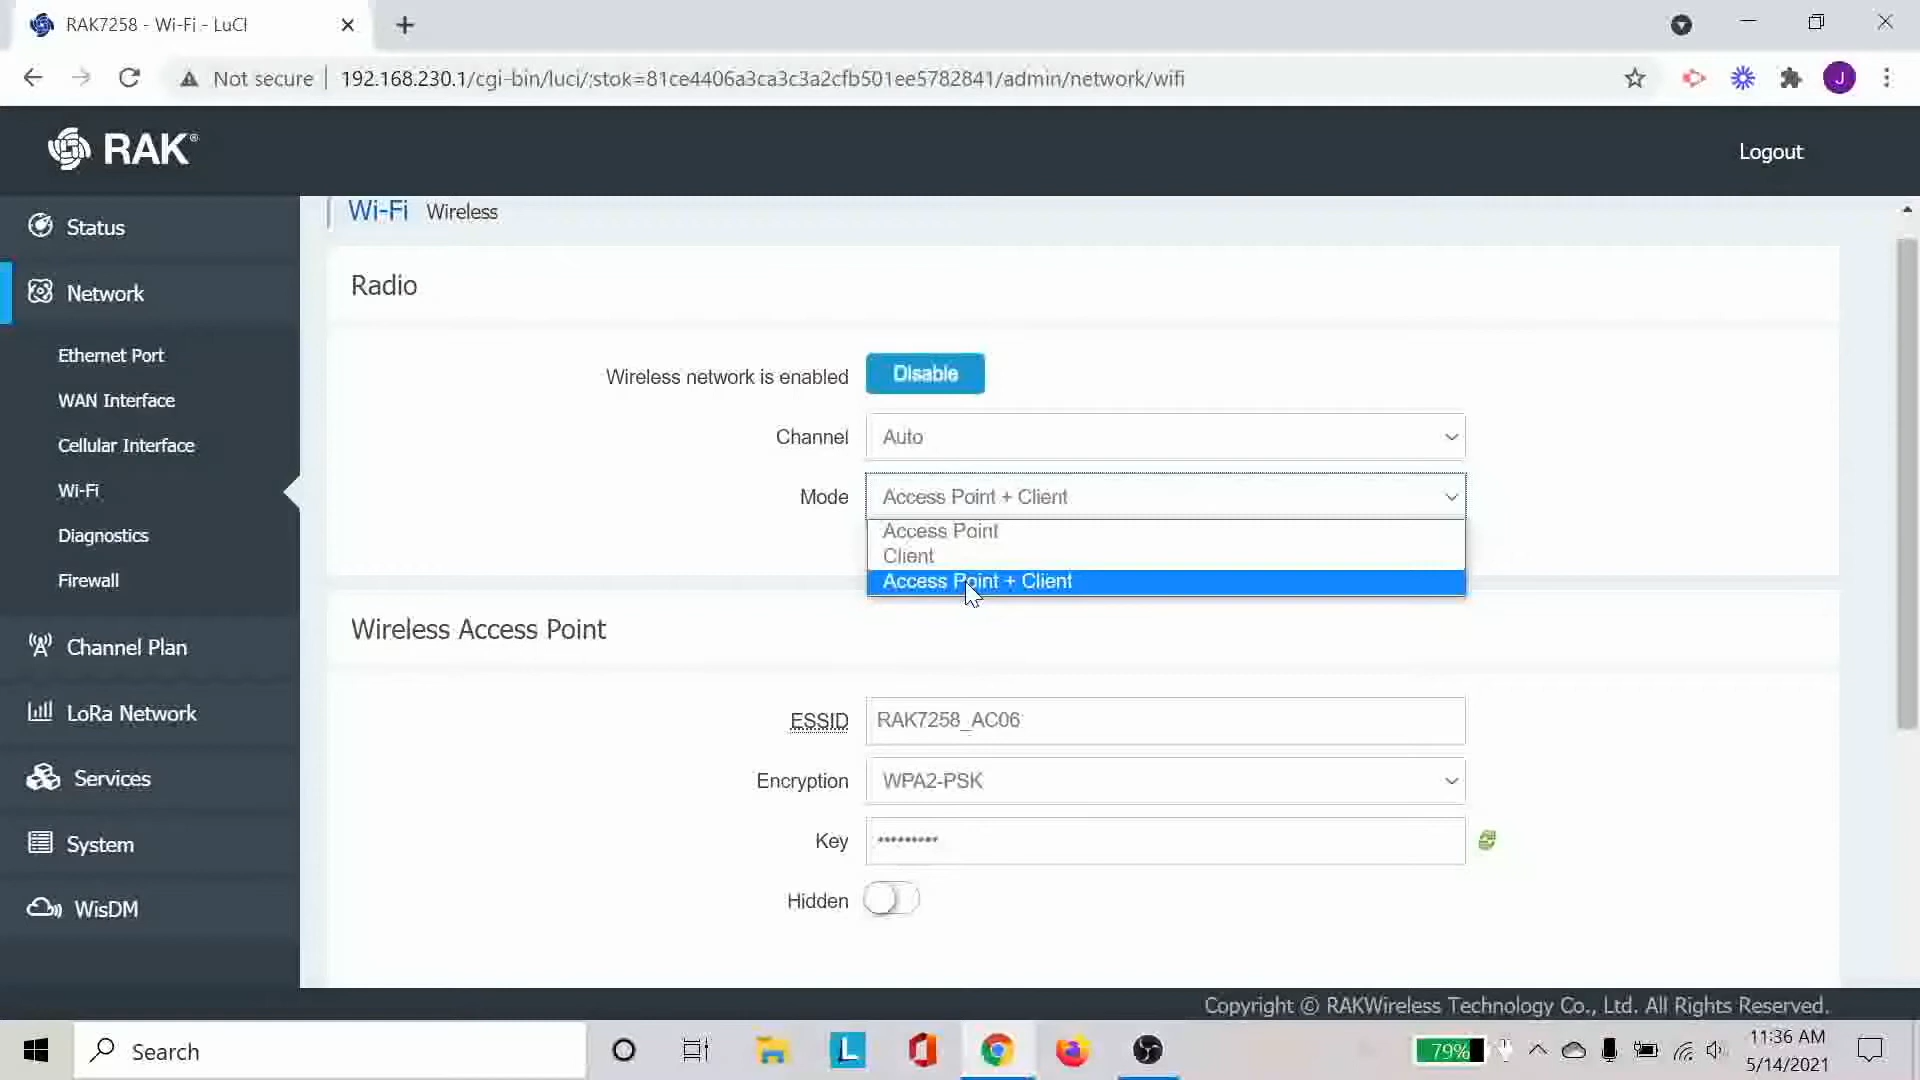 RAK7258 - Wi-Fi - LuCI
Not secure
192.168.230.1/cgi-bin/luci/;stok=81ce4406a3ca3c3a2cfb501ee5782841/admin/network/wifi
J
RAK®
Logout
Status
Network
Ethernet Port
WAN Interface
Cellular Interface
Wi-Fi
Diagnostics
Firewall
Channel Plan
LoRa Network
Services
System
WisDM
Wi-Fi Wireless
Radio
Wireless network is enabled Disable
Channel Auto
Mode Access Point + Client
Access Point
Client
Access Point + Client
Wireless Access Point
ESSID RAK7258_AC06
Encryption WPA2-PSK
Key •••••••••
Hidden
Copyright © RAKWireless Technology Co., Ltd. All Rights Reserved.
Search
L
79%
11:36 AM
5/14/2021